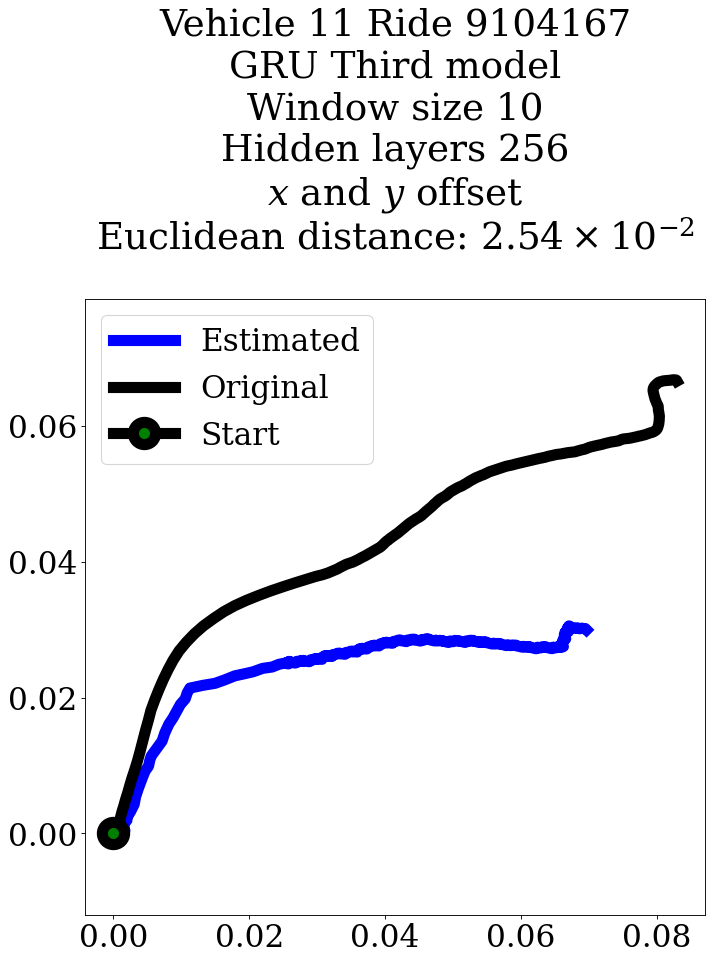 Vehicle 11 Ride 9104167
GRU Third model
Window size 10
Hidden layers 256
x and y offset
Euclidean distance: 2.54 × 10⁻²
Estimated
Original
Start
0.06
0.04
0.02
0.00
0.00 0.02 0.04 0.06 0.08